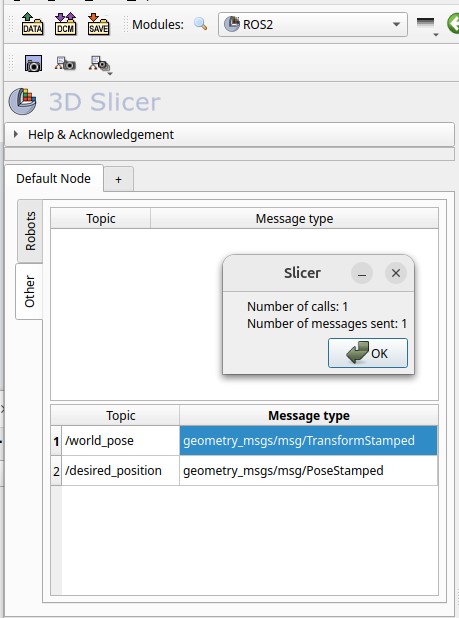 DATA
DCM
SAVE
Modules:
ROS2
3D Slicer
Help & Acknowledgement
Default Node
+
Robots
Other
Topic
Message type
Slicer
Number of calls: 1
Number of messages sent: 1
OK
Topic
Message type
1
/world_pose
geometry_msgs/msg/TransformStamped
2
/desired_position
geometry_msgs/msg/PoseStamped